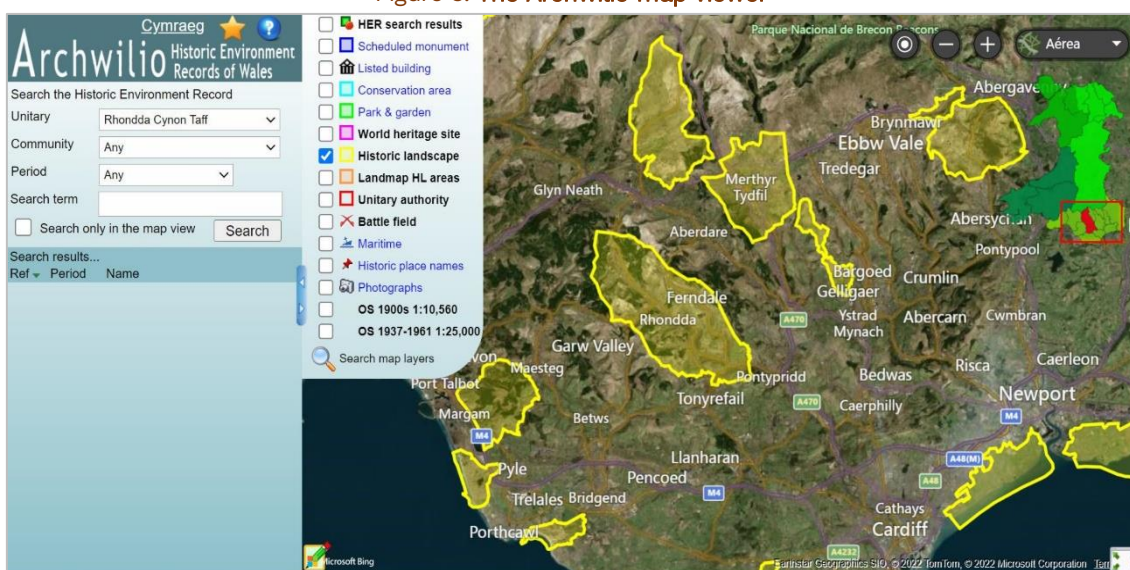 The Archwilio map viewer
Cymraeg
Archwilio Historic Environment
Records of Wales
Search the Historic Environment Record
Unitary
Rhondda Cynon Taff
Community
Any
Period
Any
Search term
Search only in the map view
Search
Search results...
Ref Period Name
HER search results
Scheduled monument
Listed building
Conservation area
Park & garden
World heritage site
Historic landscape
Landmap HL areas
Unitary authority
Battle field
Maritime
Historic place names
Photographs
OS 1900s 1:10,560
OS 1937-1961 1:25,000
Search map layers
Parque Nacional de Brecon Beacons
Aérea
Brynmawr
Ebbw Vale
Tredegar
Merthyr
Tydfil
Glyn Neath
Aberdare
Pontypool
Bargoed
Gelligaer
Crumlin
Ferndale
Rhondda
A470
Ystrad
Mynach
Abercarn
Cwmbran
Garw Valley
Maesteg
Risca
Caerleon
Port Talbot
Pontypridd
Bedwas
Newport
Tonyrefail
A470
Caerphilly
M4
Margam
Betws
M4
A48(M)
Llanharan
Pyle
Pencoed
A48
M4
Trelales
Bridgend
Cathays
Cardiff
Porthcawl
A4232
Microsoft Bing
Earthstar Geographics SIO, © 2022 TomTom, © 2022 Microsoft Corporation